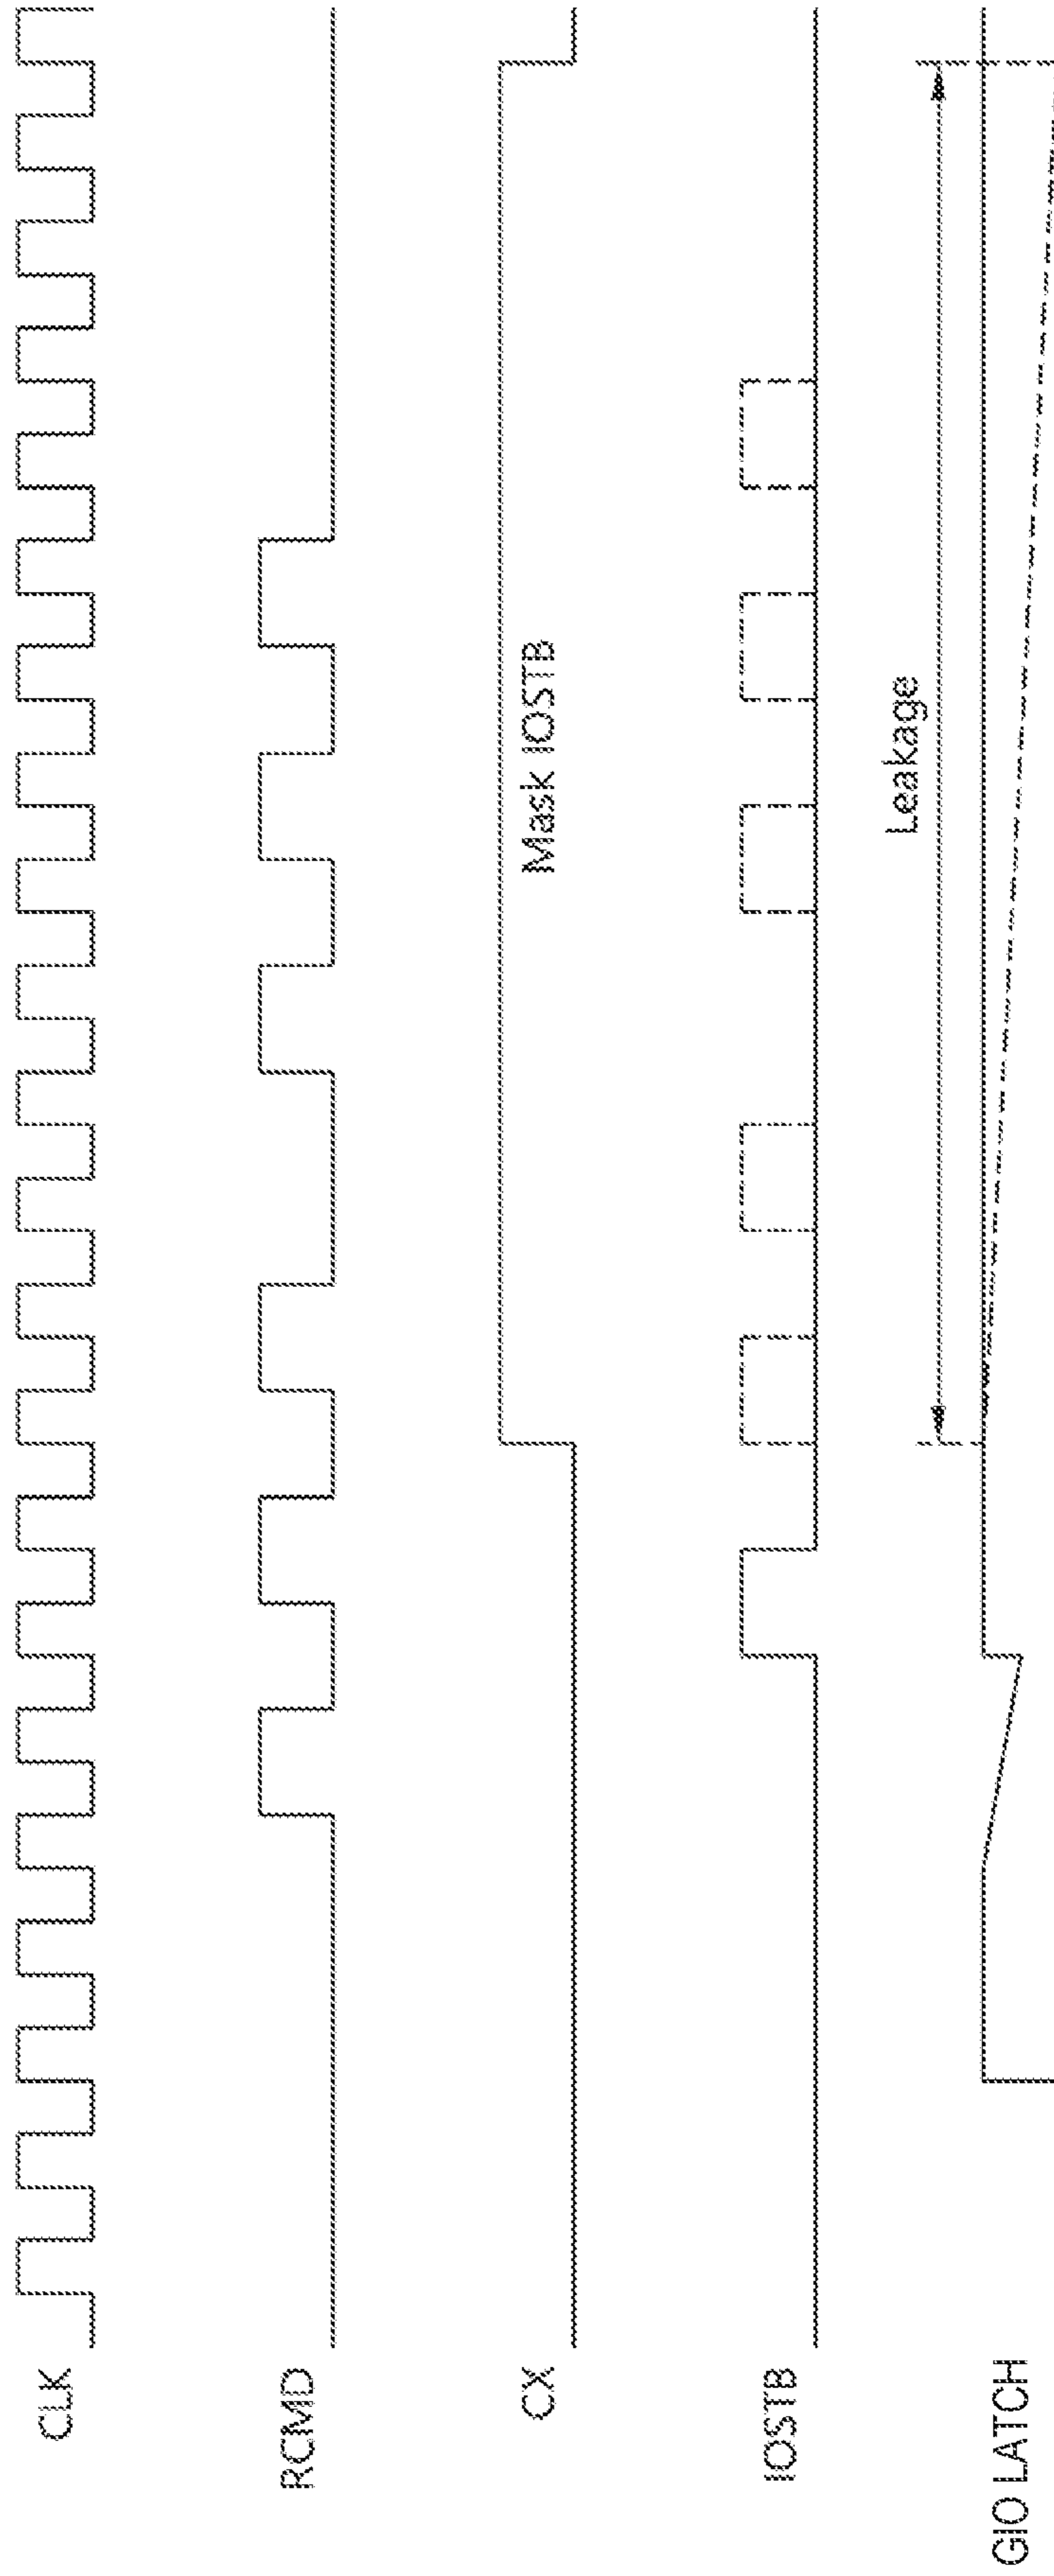 CLK
RCMD
CX
Mask IOSTB
IOSTB
Leakage
GIO LATCH